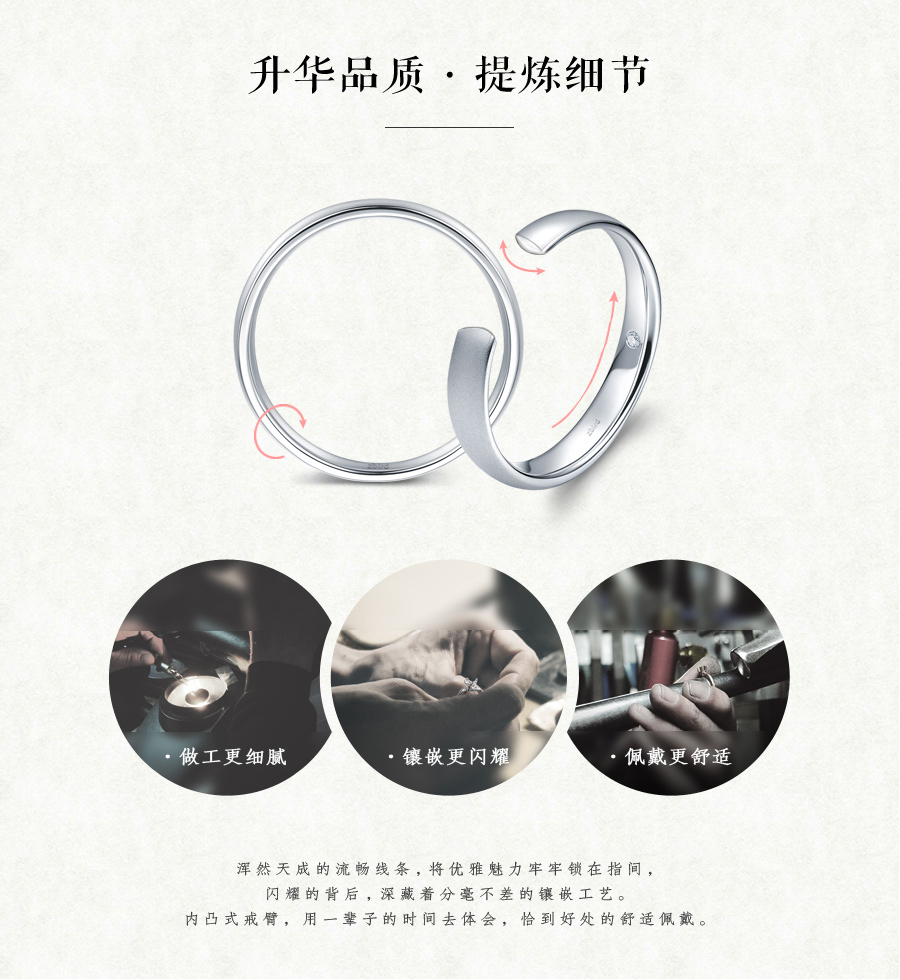 升华品质 · 提炼细节
· 做工更细腻
· 镶嵌更闪耀
· 佩戴更舒适
浑然天成的流畅线条，将优雅魅力牢牢锁在指间，
闪耀的背后，深藏着分毫不差的镶嵌工艺。
内凸式戒臂，用一辈子的时间去体会，恰到好处的舒适佩戴。